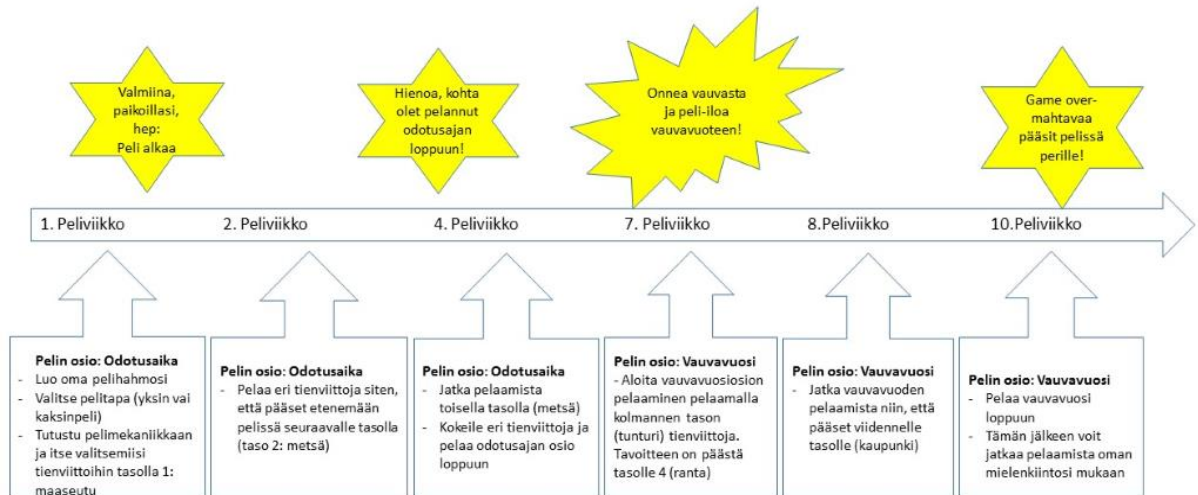 Valmiina,
paikoillasi,
hep:
Peli alkaa
Hienoa, kohta
olet pelannut
odotusajan
loppuun!
Onnea vauvasta
ja peli-iloa
vauvavuoteen!
Game over-
mahtavaa
pääsit pelissä
perille!
1. Peliviikko
2. Peliviikko
4. Peliviikko
7. Peliviikko
8.Peliviikko
10.Peliviikko
Pelin osio: Odotusaika
- Luo oma pelihahmosi
- Valitse pelitapa (yksin vai
kaksinpeli)
- Tutustu pelimekaniikkaan
ja itse valitsemiisi
tienviittoihin tasolla 1:
maaseutu
Pelin osio: Odotusaika
- Pelaa eri tienviittoja siten,
että pääset etenemään
pelissä seuraavalle tasolla
(taso 2: metsä)
Pelin osio: Odotusaika
- Jatka pelaamista
toisella tasolla (metsä)
- Kokeile eri tienviittoja ja
pelaa odotusajan osio
loppuun
Pelin osio: Vauvavuosi
- Aloita vauvavuosiosion
pelaaminen pelaamalla
kolmannen tason
(tunturi) tienviittoja.
Tavoitteen on päästä
tasolle 4 (ranta)
Pelin osio: Vauvavuosi
- Jatka vauvavuoden
pelaamista niin, että
pääset viidennelle
tasolle (kaupunki)
Pelin osio: Vauvavuosi
- Pelaa vauvavuosi
loppuun
- Tämän jälkeen voit
jatkaa pelaamista oman
mielenkiintosi mukaan